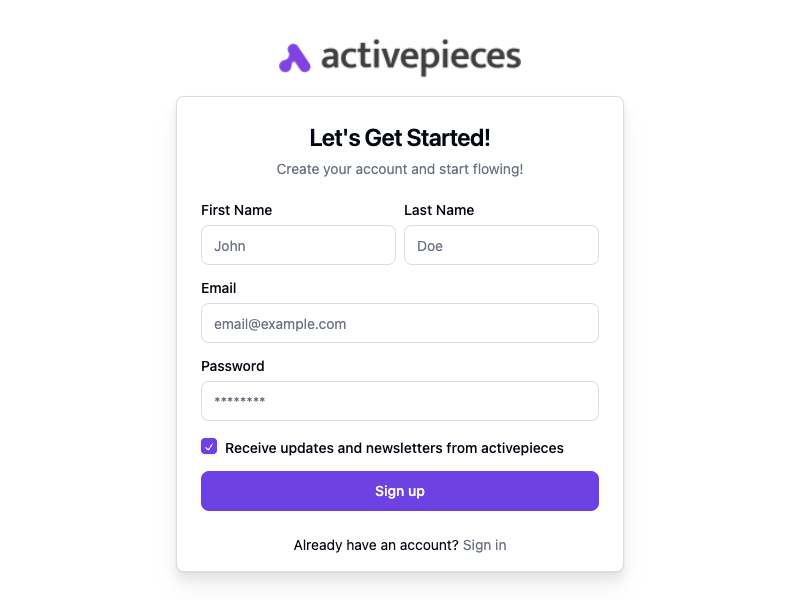 activepieces
Let's Get Started!
Create your account and start flowing!
First Name
Last Name
John
Doe
Email
email@example.com
Password
********
Receive updates and newsletters from activepieces
Sign up
Already have an account? Sign in